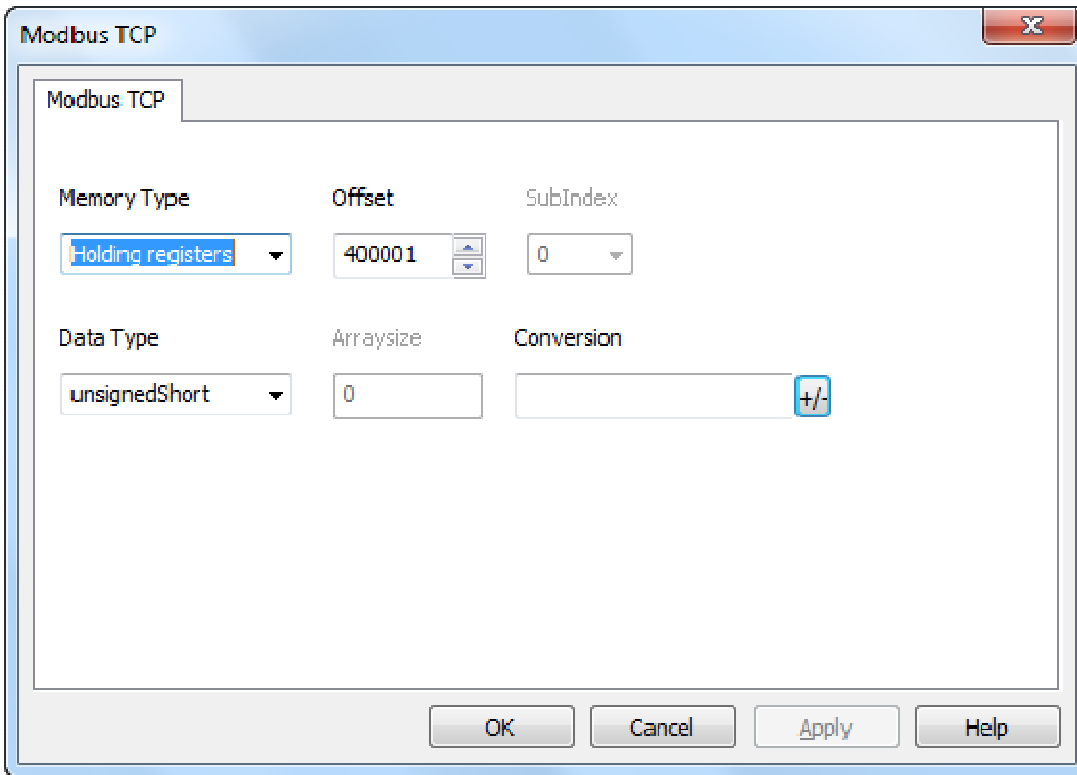 Modbus TCP
Modbus TCP
Memory Type Offset SubIndex
Holding registers 400001 0
Data Type Arraysize Conversion
unsignedShort 0 +/-
OK Cancel Apply Help